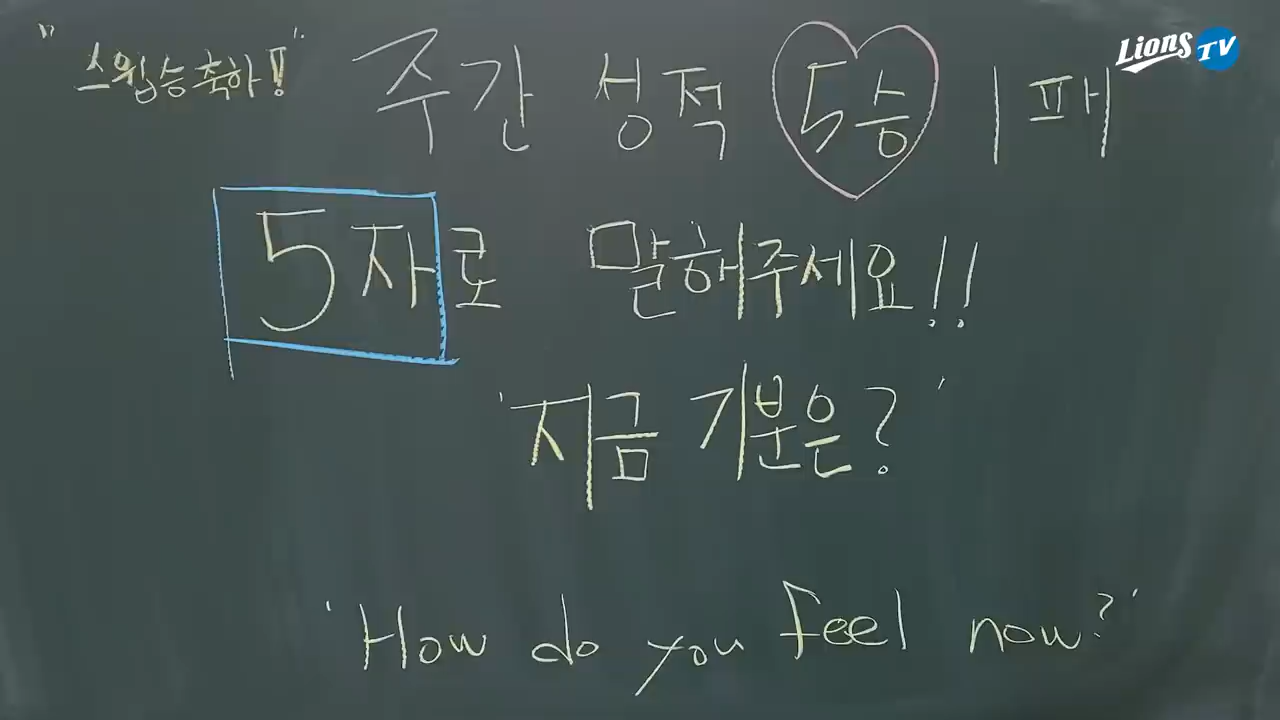 "스윕승 축하!!"
주간 성적 5승 1패
Lions TV
5자로 말해주세요!!
'지금 기분은?'
'How do you feel now?'